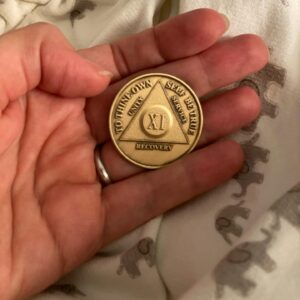 TO THINE OWN
SELF BE TRUE
UNITY
SERVICE
XI
RECOVERY